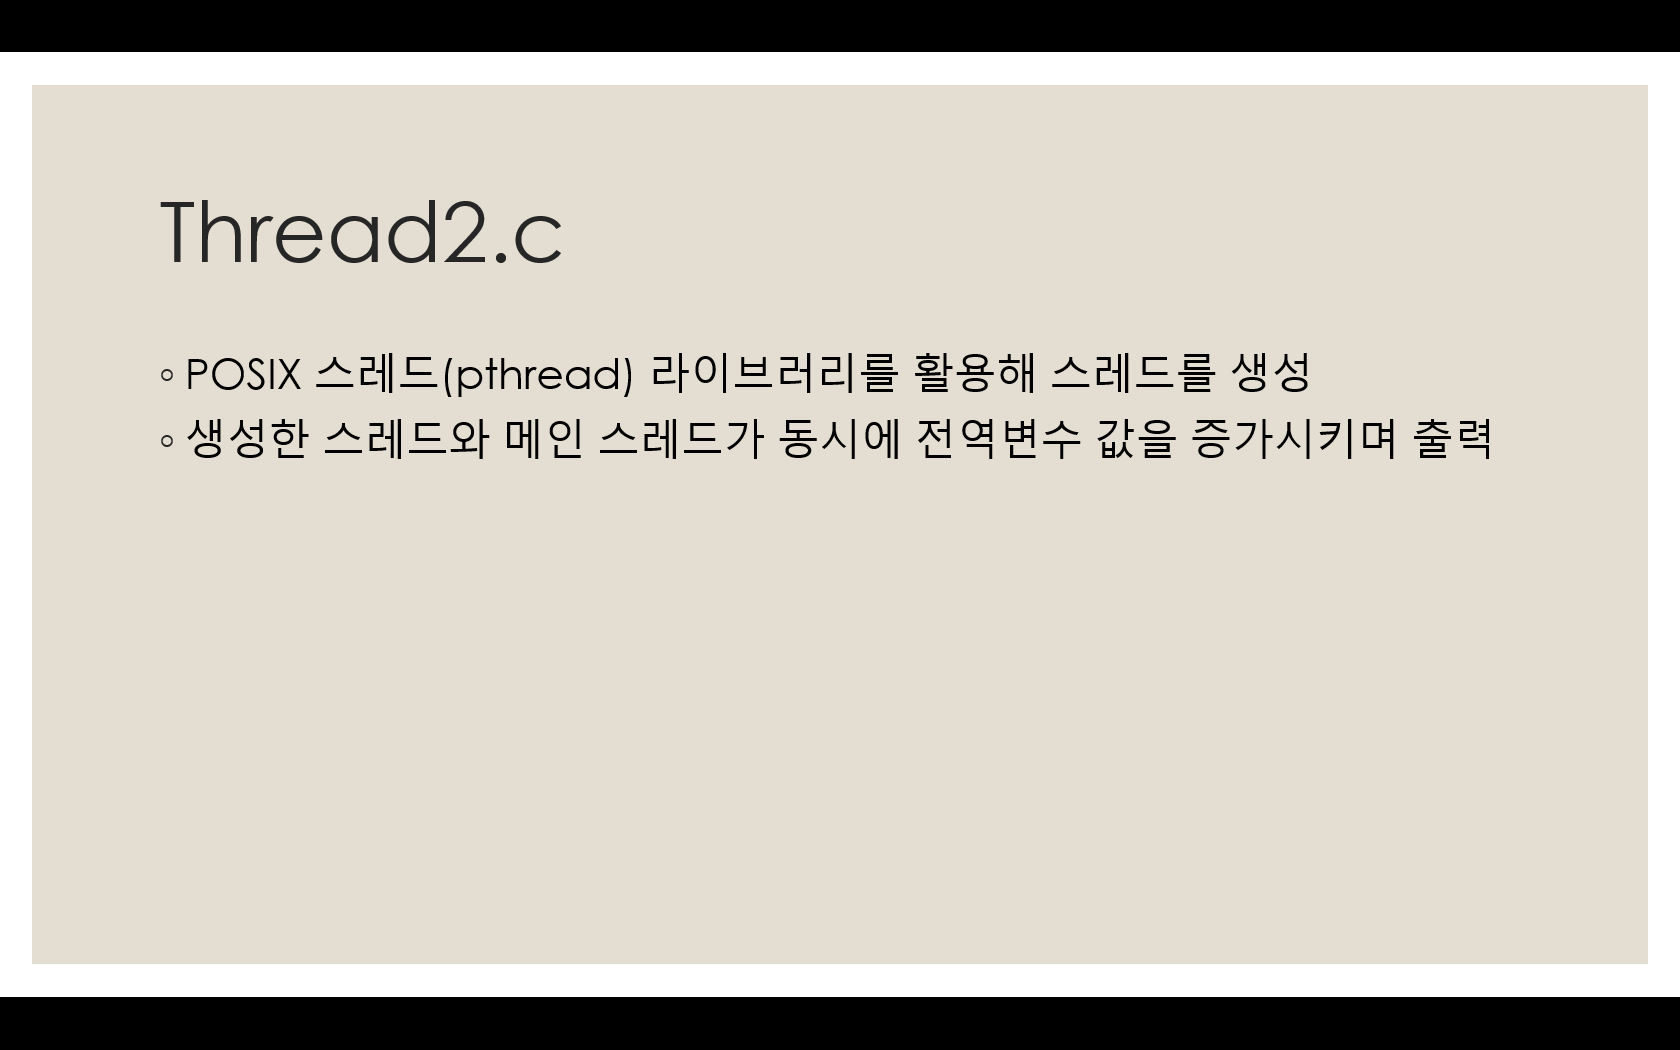 Thread2.c
◦ POSIX 스레드(pthread) 라이브러리를 활용해 스레드를 생성
◦ 생성한 스레드와 메인 스레드가 동시에 전역변수 값을 증가시키며 출력